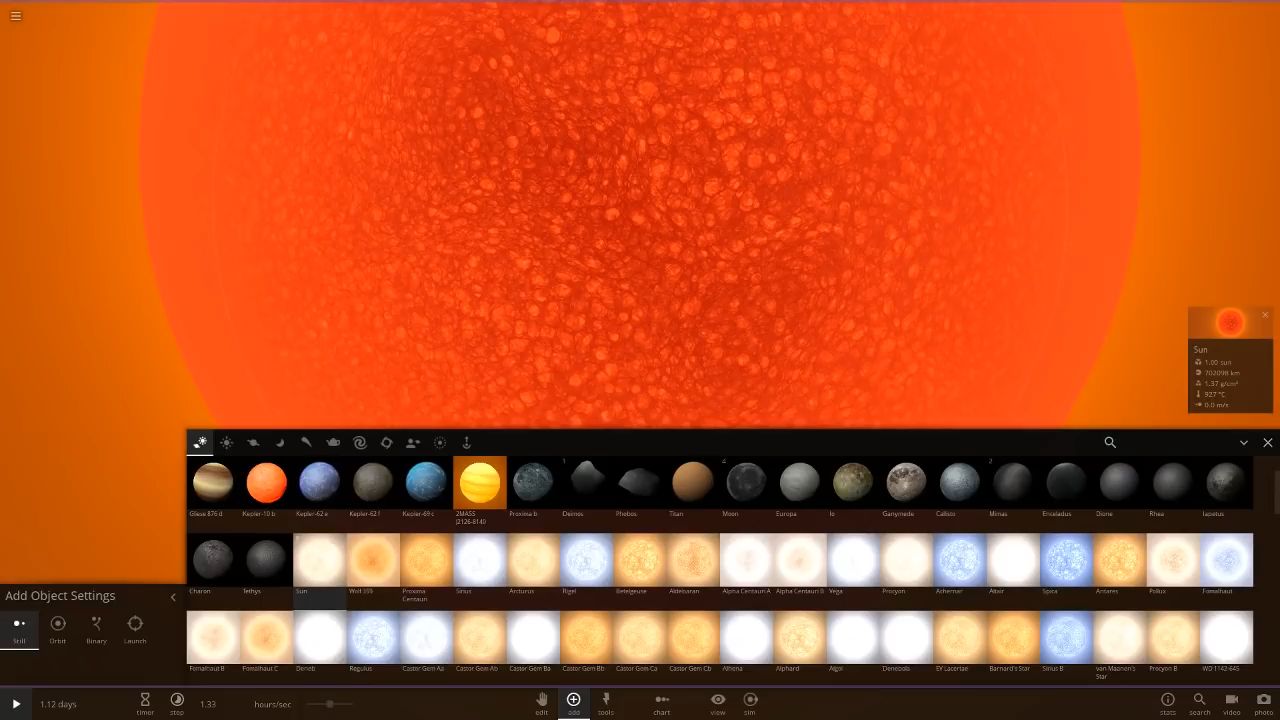 Sun
1.00 sun
702098 km
1.37 g/cm³
927 °C
0.0 m/s
Gliese 876 d
Kepler-10 b
Kepler-62 e
Kepler-62 f
Kepler-69 c
2MASS
J2126-8140
Proxima b
1
Deimos
Phobos
Titan
Moon
Europa
Io
Ganymede
Callisto
2
Mimas
Enceladus
Dione
Rhea
Iapetus
Charon
Tethys
Sun
Wolf 359
Proxima
Centauri
Sirius
Arcturus
Rigel
Betelgeuse
Aldebaran
Alpha Centauri A
Alpha Centauri B
Vega
Procyon
Achernar
Altair
Spica
Antares
Pollux
Fomalhaut
Add Object Settings
Still
Orbit
Binary
Launch
Fomalhaut B
Fomalhaut C
Deneb
Regulus
Castor Gem Aa
Castor Gem Ab
Castor Gem Ba
Castor Gem Bb
Castor Gem Ca
Castor Gem Cb
Alhena
Alphard
Algol
Denebola
EV Lacertae
Barnard's Star
Sirius B
van Maanen's
Star
Procyon B
WD 1142-645
1.12 days
timer
step
1.33
hours/sec
edit
add
tools
chart
view
sim
stats
search
video
photo